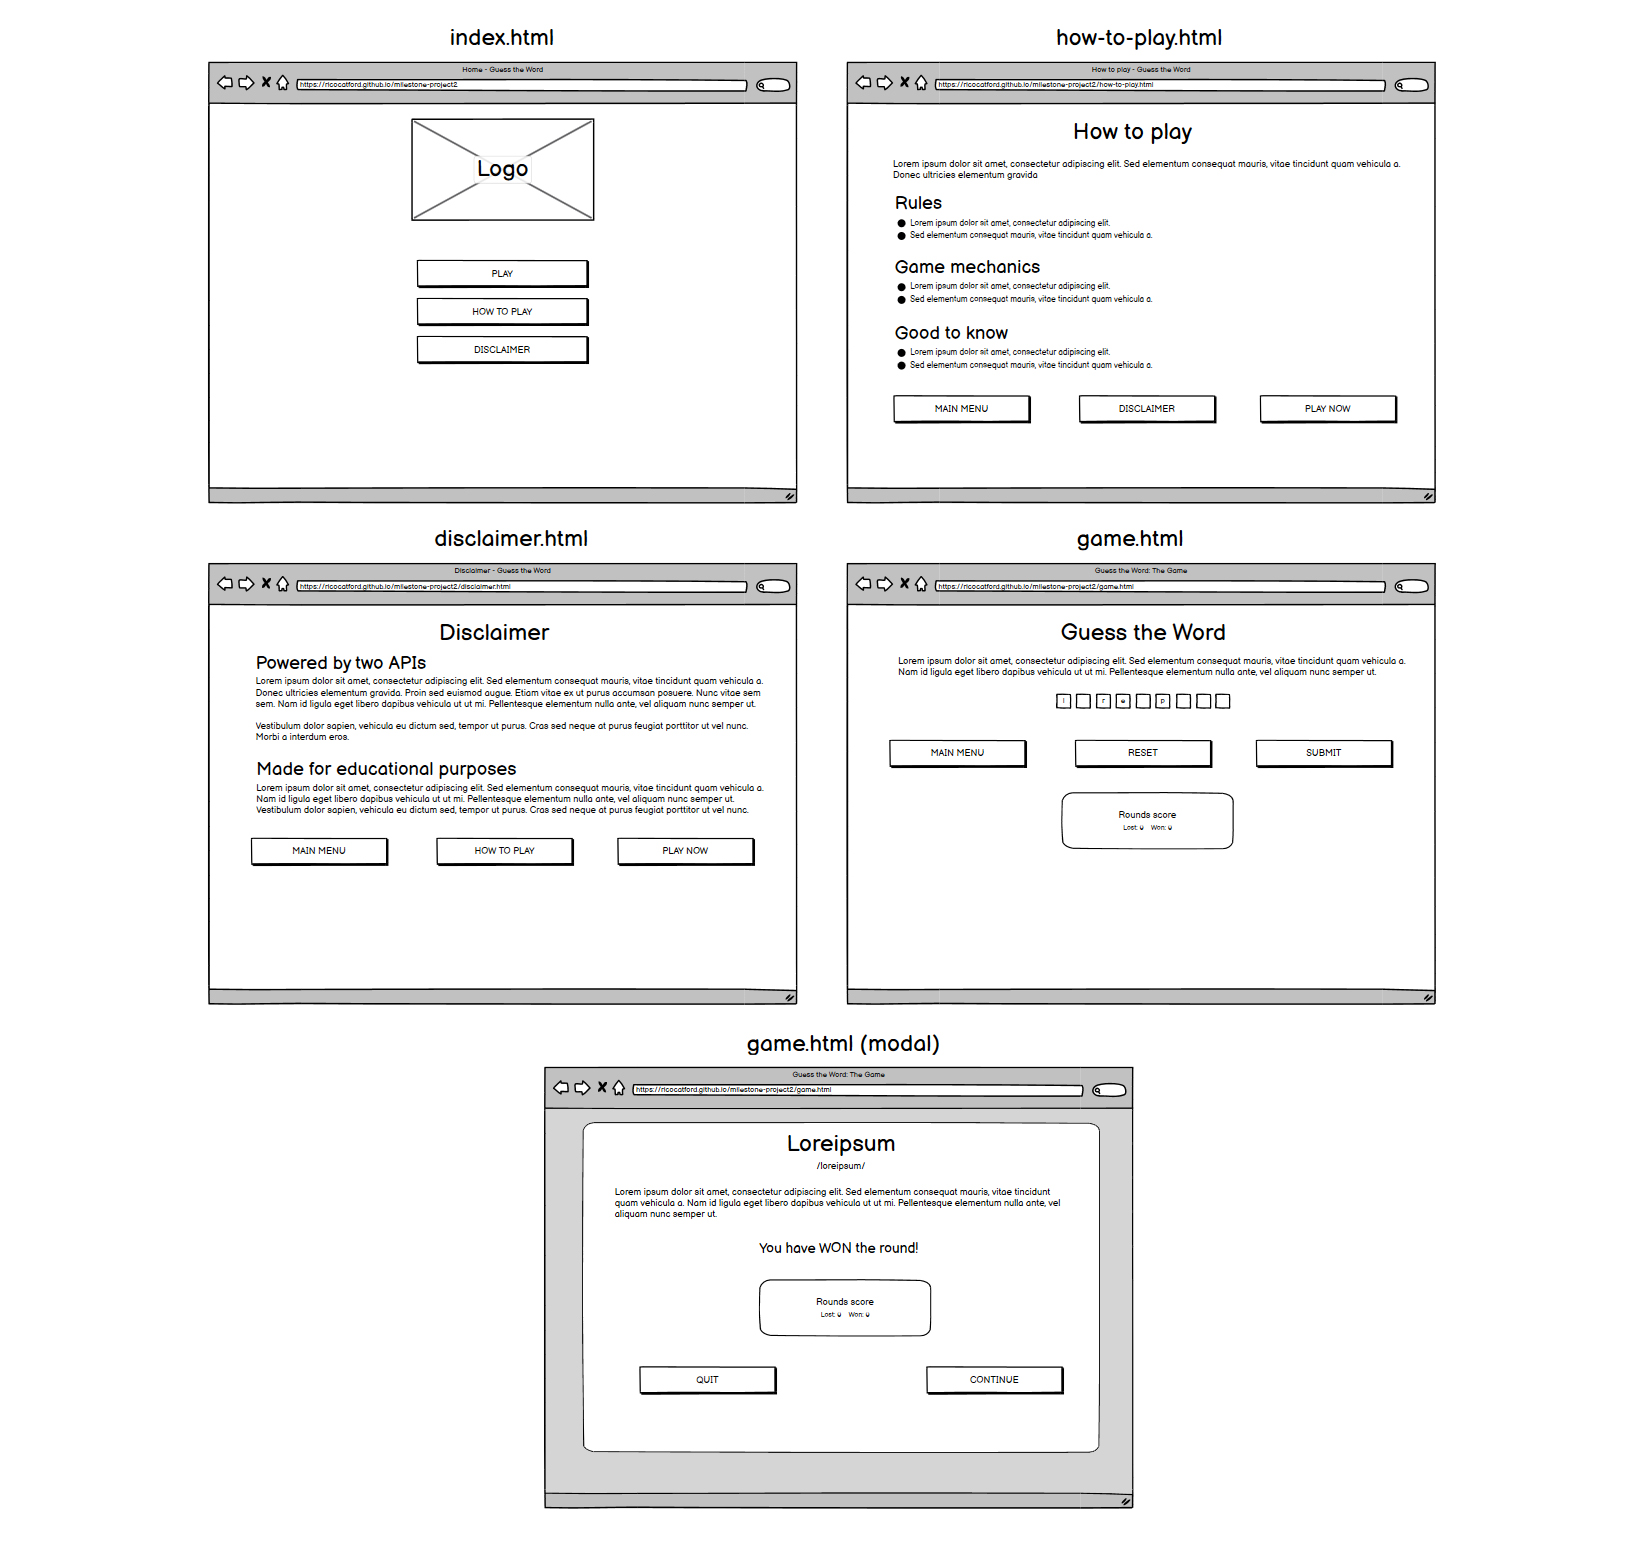 index.html
Home - Guess the Word
https://ricocatford.github.io/milestone-project2
Logo
PLAY
HOW TO PLAY
DISCLAIMER
how-to-play.html
How to play - Guess the Word
https://ricocatford.github.io/milestone-project2/how-to-play.html
How to play
Lorem ipsum dolor sit amet, consectetur adipiscing elit. Sed elementum consequat mauris, vitae tincidunt quam vehicula a.
Donec ultricies elementum gravida
Rules
Lorem ipsum dolor sit amet, consectetur adipiscing elit.
Sed elementum consequat mauris, vitae tincidunt quam vehicula a.
Game mechanics
Lorem ipsum dolor sit amet, consectetur adipiscing elit.
Sed elementum consequat mauris, vitae tincidunt quam vehicula a.
Good to know
Lorem ipsum dolor sit amet, consectetur adipiscing elit.
Sed elementum consequat mauris, vitae tincidunt quam vehicula a.
MAIN MENU DISCLAIMER PLAY NOW
disclaimer.html
Disclaimer - Guess the Word
https://ricocatford.github.io/milestone-project2/disclaimer.html
Disclaimer
Powered by two APIs
Lorem ipsum dolor sit amet, consectetur adipiscing elit. Sed elementum consequat mauris, vitae tincidunt quam vehicula a.
Donec ultricies elementum gravida. Proin sed euismod augue. Etiam vitae ex ut purus accumsan posuere. Nunc vitae sem
sem. Nam id ligula eget libero dapibus vehicula ut ut mi. Pellentesque elementum nulla ante, vel aliquam nunc semper ut.
Vestibulum dolor sapien, vehicula eu dictum sed, tempor ut purus. Cras sed neque at purus feugiat porttitor ut vel nunc.
Morbi a interdum eros.
Made for educational purposes
Lorem ipsum dolor sit amet, consectetur adipiscing elit. Sed elementum consequat mauris, vitae tincidunt quam vehicula a.
Nam id ligula eget libero dapibus vehicula ut ut mi. Pellentesque elementum nulla ante, vel aliquam nunc semper ut.
Vestibulum dolor sapien, vehicula eu dictum sed, tempor ut purus. Cras sed neque at purus feugiat porttitor ut vel nunc.
MAIN MENU HOW TO PLAY PLAY NOW
game.html
Guess the Word: The Game
https://ricocatford.github.io/milestone-project2/game.html
Guess the Word
Lorem ipsum dolor sit amet, consectetur adipiscing elit. Sed elementum consequat mauris, vitae tincidunt quam vehicula a.
Nam id ligula eget libero dapibus vehicula ut ut mi. Pellentesque elementum nulla ante, vel aliquam nunc semper ut.
l r e p
MAIN MENU RESET SUBMIT
Rounds score
Lost: 0 Won: 0
game.html (modal)
Guess the Word: The Game
https://ricocatford.github.io/milestone-project2/game.html
Loreipsum
/loreipsum/
Lorem ipsum dolor sit amet, consectetur adipiscing elit. Sed elementum consequat mauris, vitae tincidunt
quam vehicula a. Nam id ligula eget libero dapibus vehicula ut ut mi. Pellentesque elementum nulla ante, vel
aliquam nunc semper ut.
You have WON the round!
Rounds score
Lost: 0 Won: 0
QUIT CONTINUE